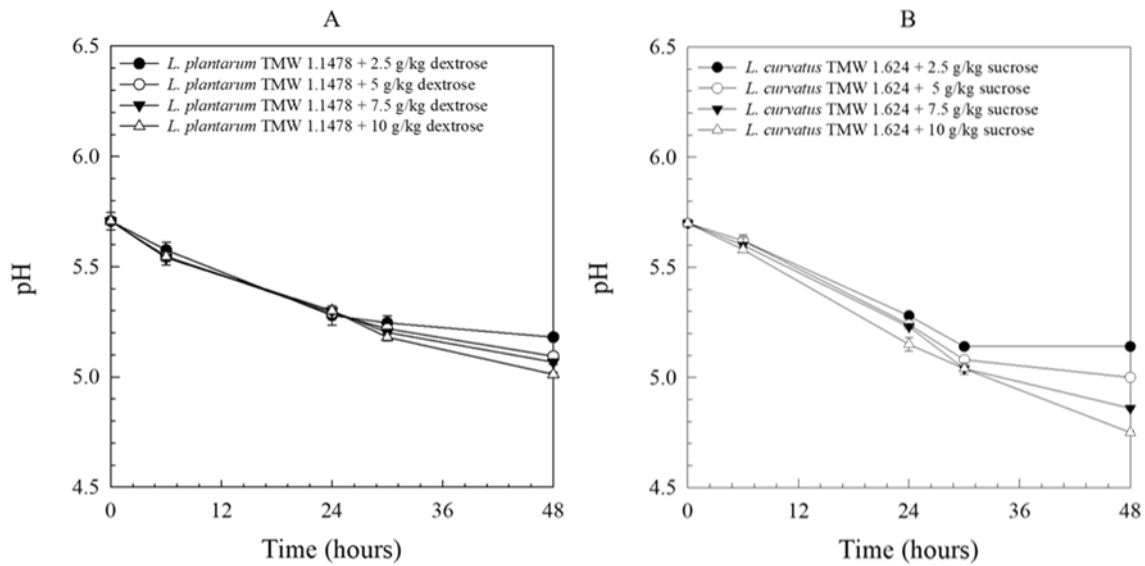 A
6.5
6.0
5.5
5.0
4.5
pH
L. plantarum TMW 1.1478 + 2.5 g/kg dextrose
L. plantarum TMW 1.1478 + 5 g/kg dextrose
L. plantarum TMW 1.1478 + 7.5 g/kg dextrose
L. plantarum TMW 1.1478 + 10 g/kg dextrose
0 12 24 36 48
Time (hours)
B
6.5
6.0
5.5
5.0
4.5
pH
L. curvatus TMW 1.624 + 2.5 g/kg sucrose
L. curvatus TMW 1.624 + 5 g/kg sucrose
L. curvatus TMW 1.624 + 7.5 g/kg sucrose
L. curvatus TMW 1.624 + 10 g/kg sucrose
0 12 24 36 48
Time (hours)